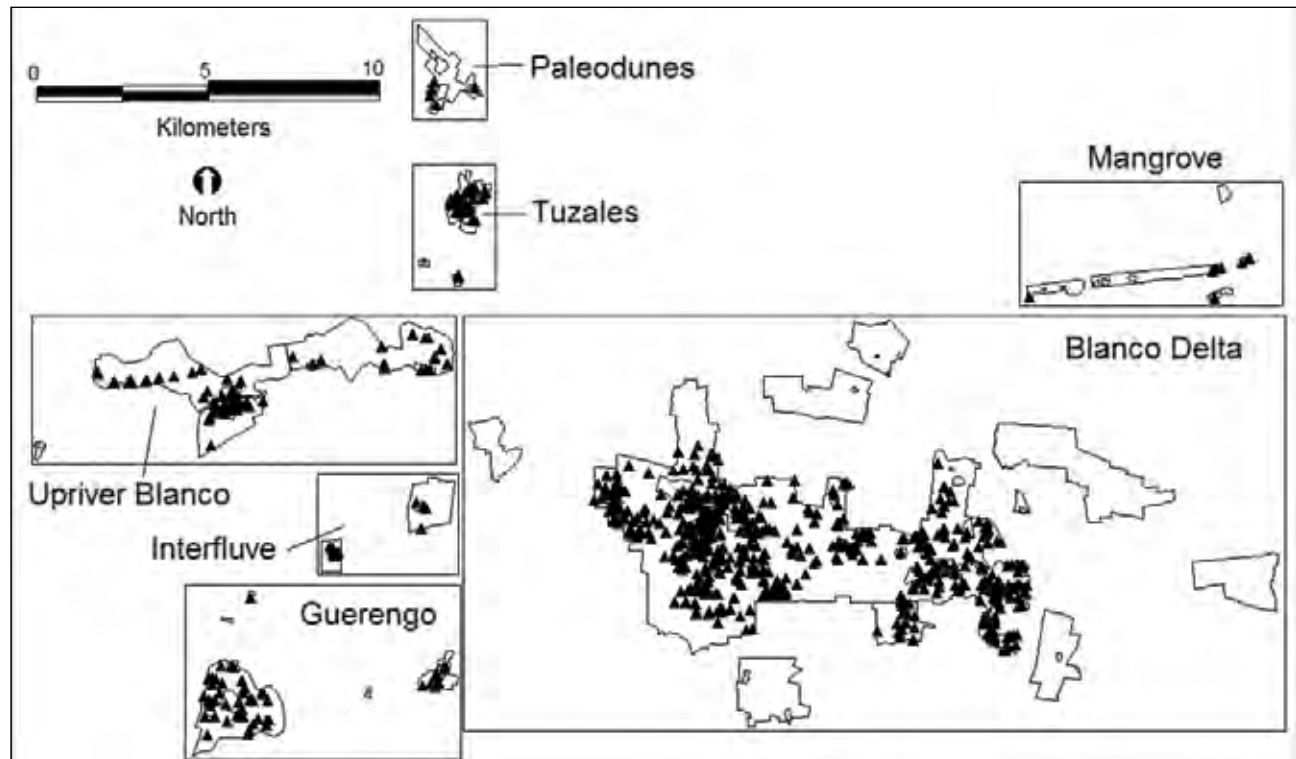 Paleodunes
0 5 10
Kilometers
North
Tuzales
Mangrove
Blanco Delta
Upriver Blanco
Interfluve
Guerengo